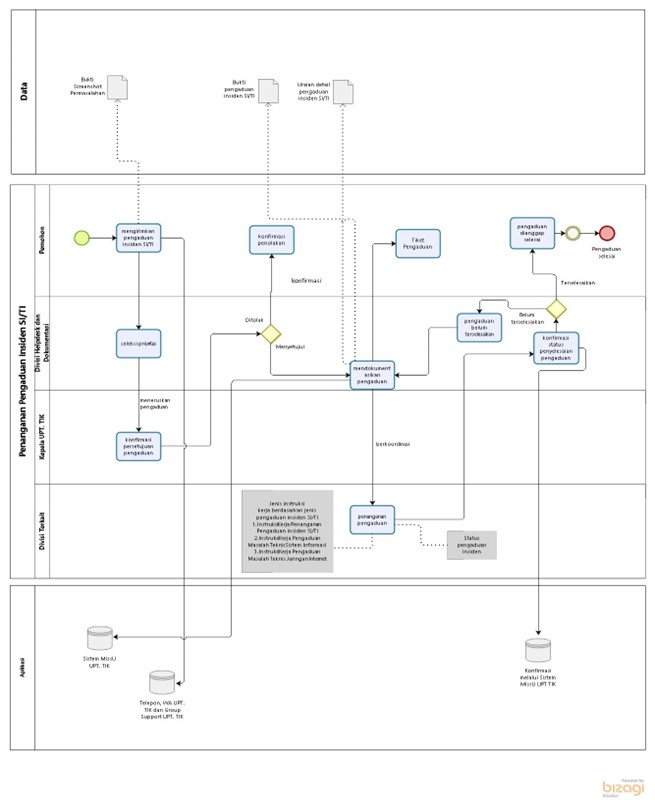 Data
Bukti
Screenshot
Permasalahan
Bukti
pengaduan
insiden SI/TI
Uraian detail
pengaduan
insiden SI/TI
Penanganan Pengaduan Insiden SI/TI
Pemohon
mengirimkan
pengaduan
insiden SI/TI
konfirmasi
penolakan
Tiket
Pengaduan
pengaduan
dianggap
selesai
Pengaduan
selesai
konfirmasi
Terselesaikan
Divisi Helpdesk dan
Dokumentasi
seleksi prioritas
Ditolak
Menyetujui
mendokument
asikan
pengaduan
pengaduan
belum
terselesaikan
Belum
terselesaikan
konfirmasi
status
penyelesaian
pengaduan
meneruskan
pengaduan
Kepala UPT. TIK
konfirmasi
persetujuan
pengaduan
berkoordinasi
Divisi Terkait
Jenis instruksi
kerja berdasarkan jenis
pengaduan insiden SI/TI
1. Instruksi Kerja Penanganan
Pengaduan Insiden SI/TI
2. Instruksi Kerja Pengaduan
Masalah Teknis Sistem Informasi
3. Instruksi Kerja Pengaduan
Masalah Teknis Jaringan Internet
penanganan
pengaduan
Status
pengaduan
insiden
Aplikasi
Sistem MissU
UPT. TIK
Telepon, WA UPT.
TIK dan Group
Support UPT. TIK
Konfirmasi
melalui Sistem
MissU UPT TIK
Powered by
bizagi
Modeler